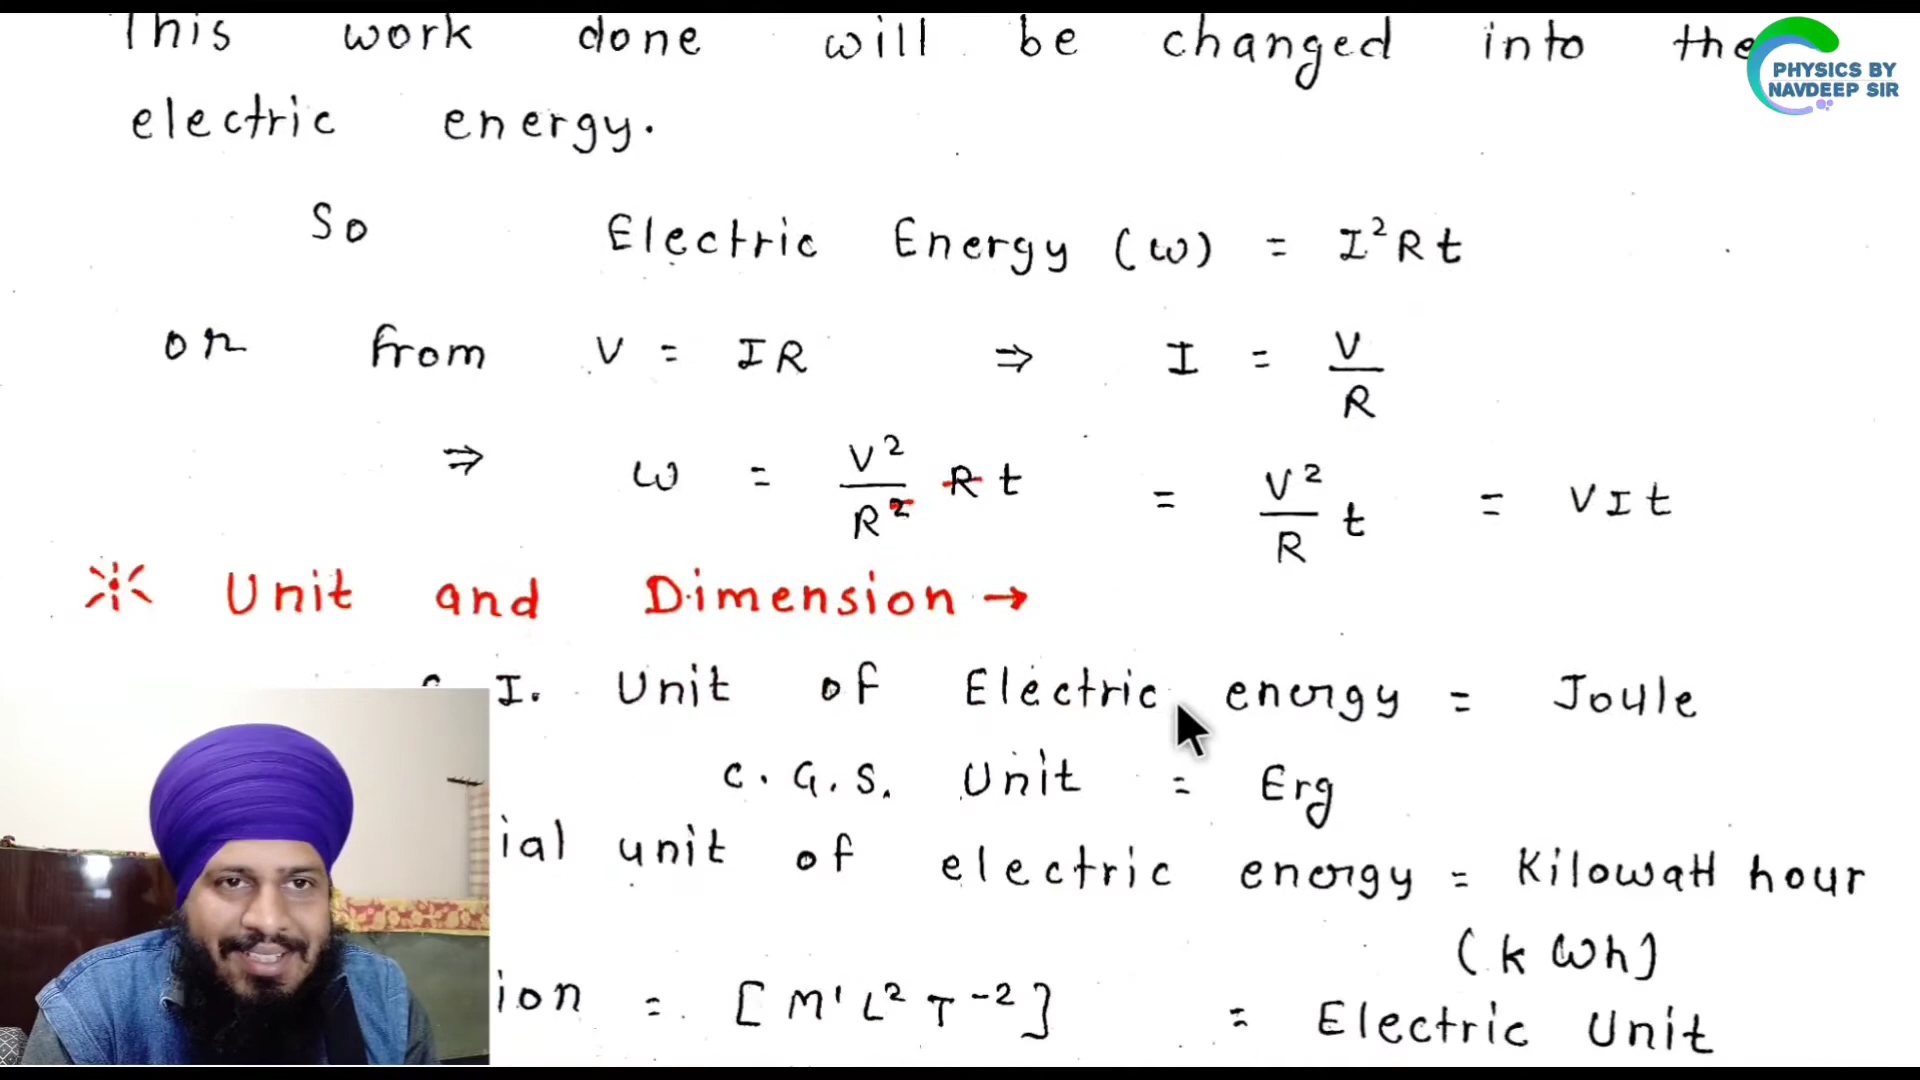 This work done will be changed into the
PHYSICS BY
NAVDEEP SIR
electric energy.
So Electric Energy (W) = I²Rt
or from V = IR ⇒ I = V/R
⇒ W = V²/R² R t = V²/R t = VIt
Unit and Dimension →
I. Unit of Electric energy = Joule
C.G.S. Unit = Erg
ial unit of electric energy = Kilowatt hour
(kWh)
ion = [M¹L²T⁻²] = Electric Unit